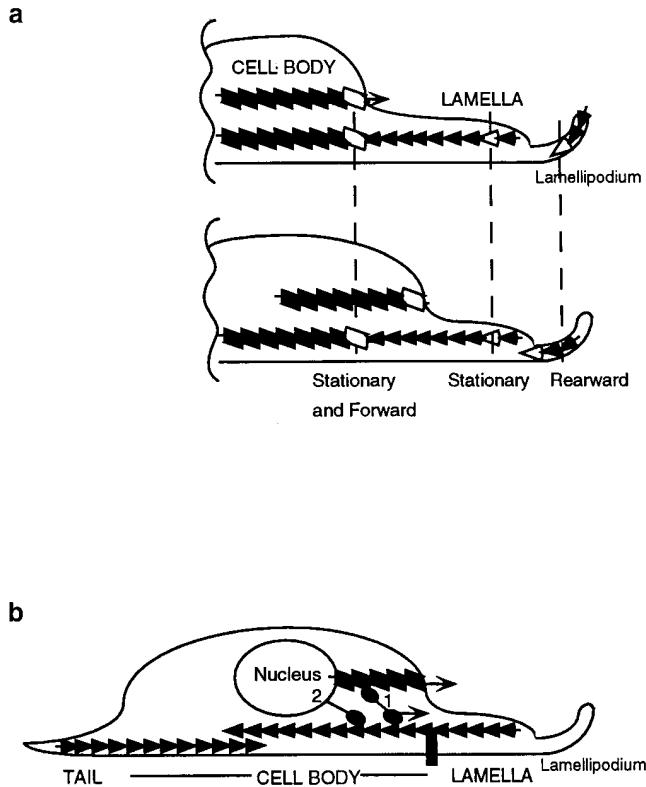 a
CELL BODY
LAMELLA
Lamellipodium
Stationary Stationary Rearward
and Forward
b
Nucleus
2 1
TAIL CELL BODY LAMELLA Lamellipodium